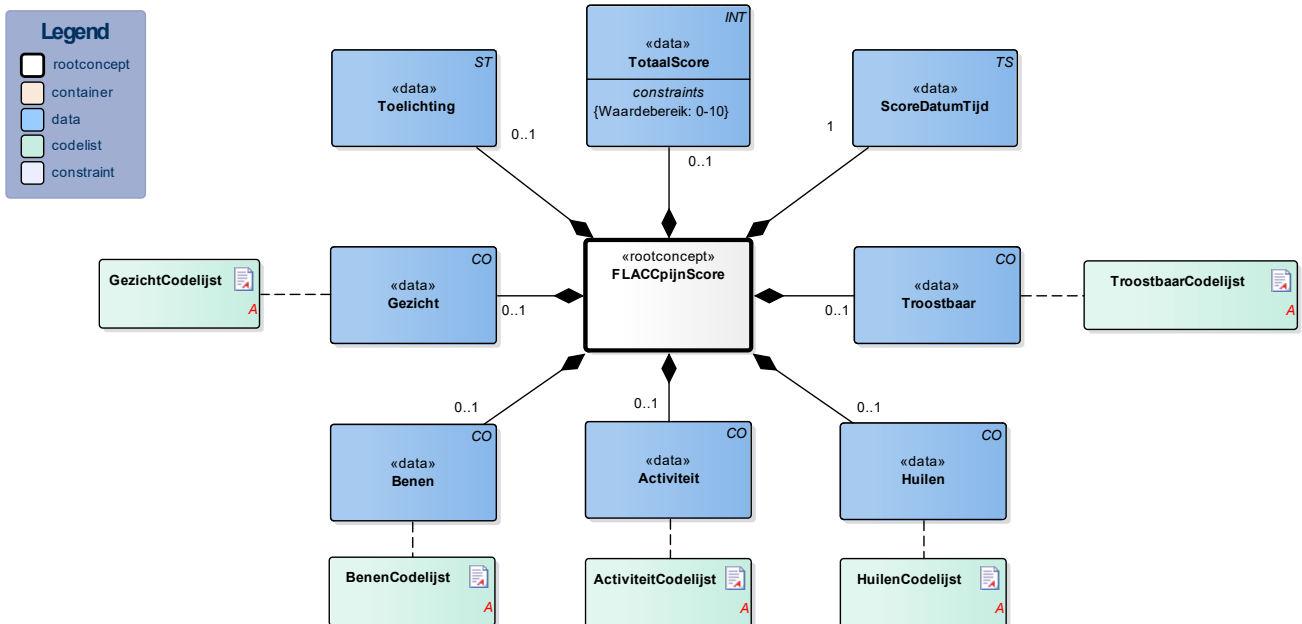 Legend
rootconcept
container
data
codelist
constraint
ST
«data»
Toelichting
0..1
INT
«data»
TotaalScore
constraints
{Waardebereik: 0-10}
0..1
TS
«data»
ScoreDatumTijd
1
GezichtCodelijst
A
CO
«data»
Gezicht
0..1
«rootconcept»
FLACCpijnScore
CO
«data»
Troostbaar
0..1
TroostbaarCodelijst
A
0..1
CO
«data»
Benen
0..1
CO
«data»
Activiteit
0..1
CO
«data»
Huilen
BenenCodelijst
A
ActiviteitCodelijst
A
HuilenCodelijst
A